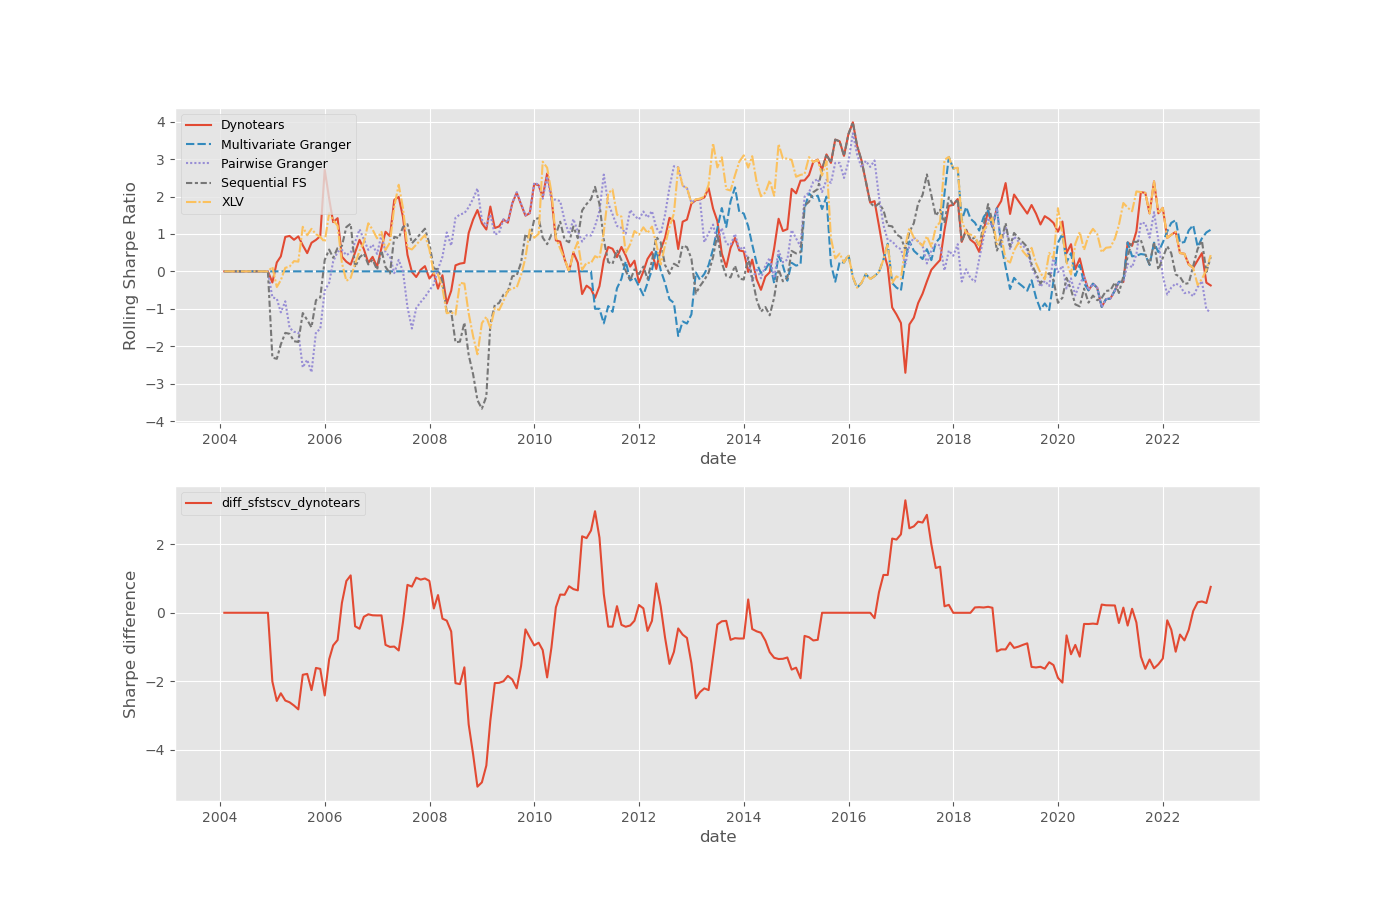 Rolling Sharpe Ratio
4
3
2
1
0
−1
−2
−3
−4
Dynotears
Multivariate Granger
Pairwise Granger
Sequential FS
XLV
2004 2006 2008 2010 2012 2014 2016 2018 2020 2022
date
Sharpe difference
2
0
−2
−4
diff_sfstscv_dynotears
2004 2006 2008 2010 2012 2014 2016 2018 2020 2022
date